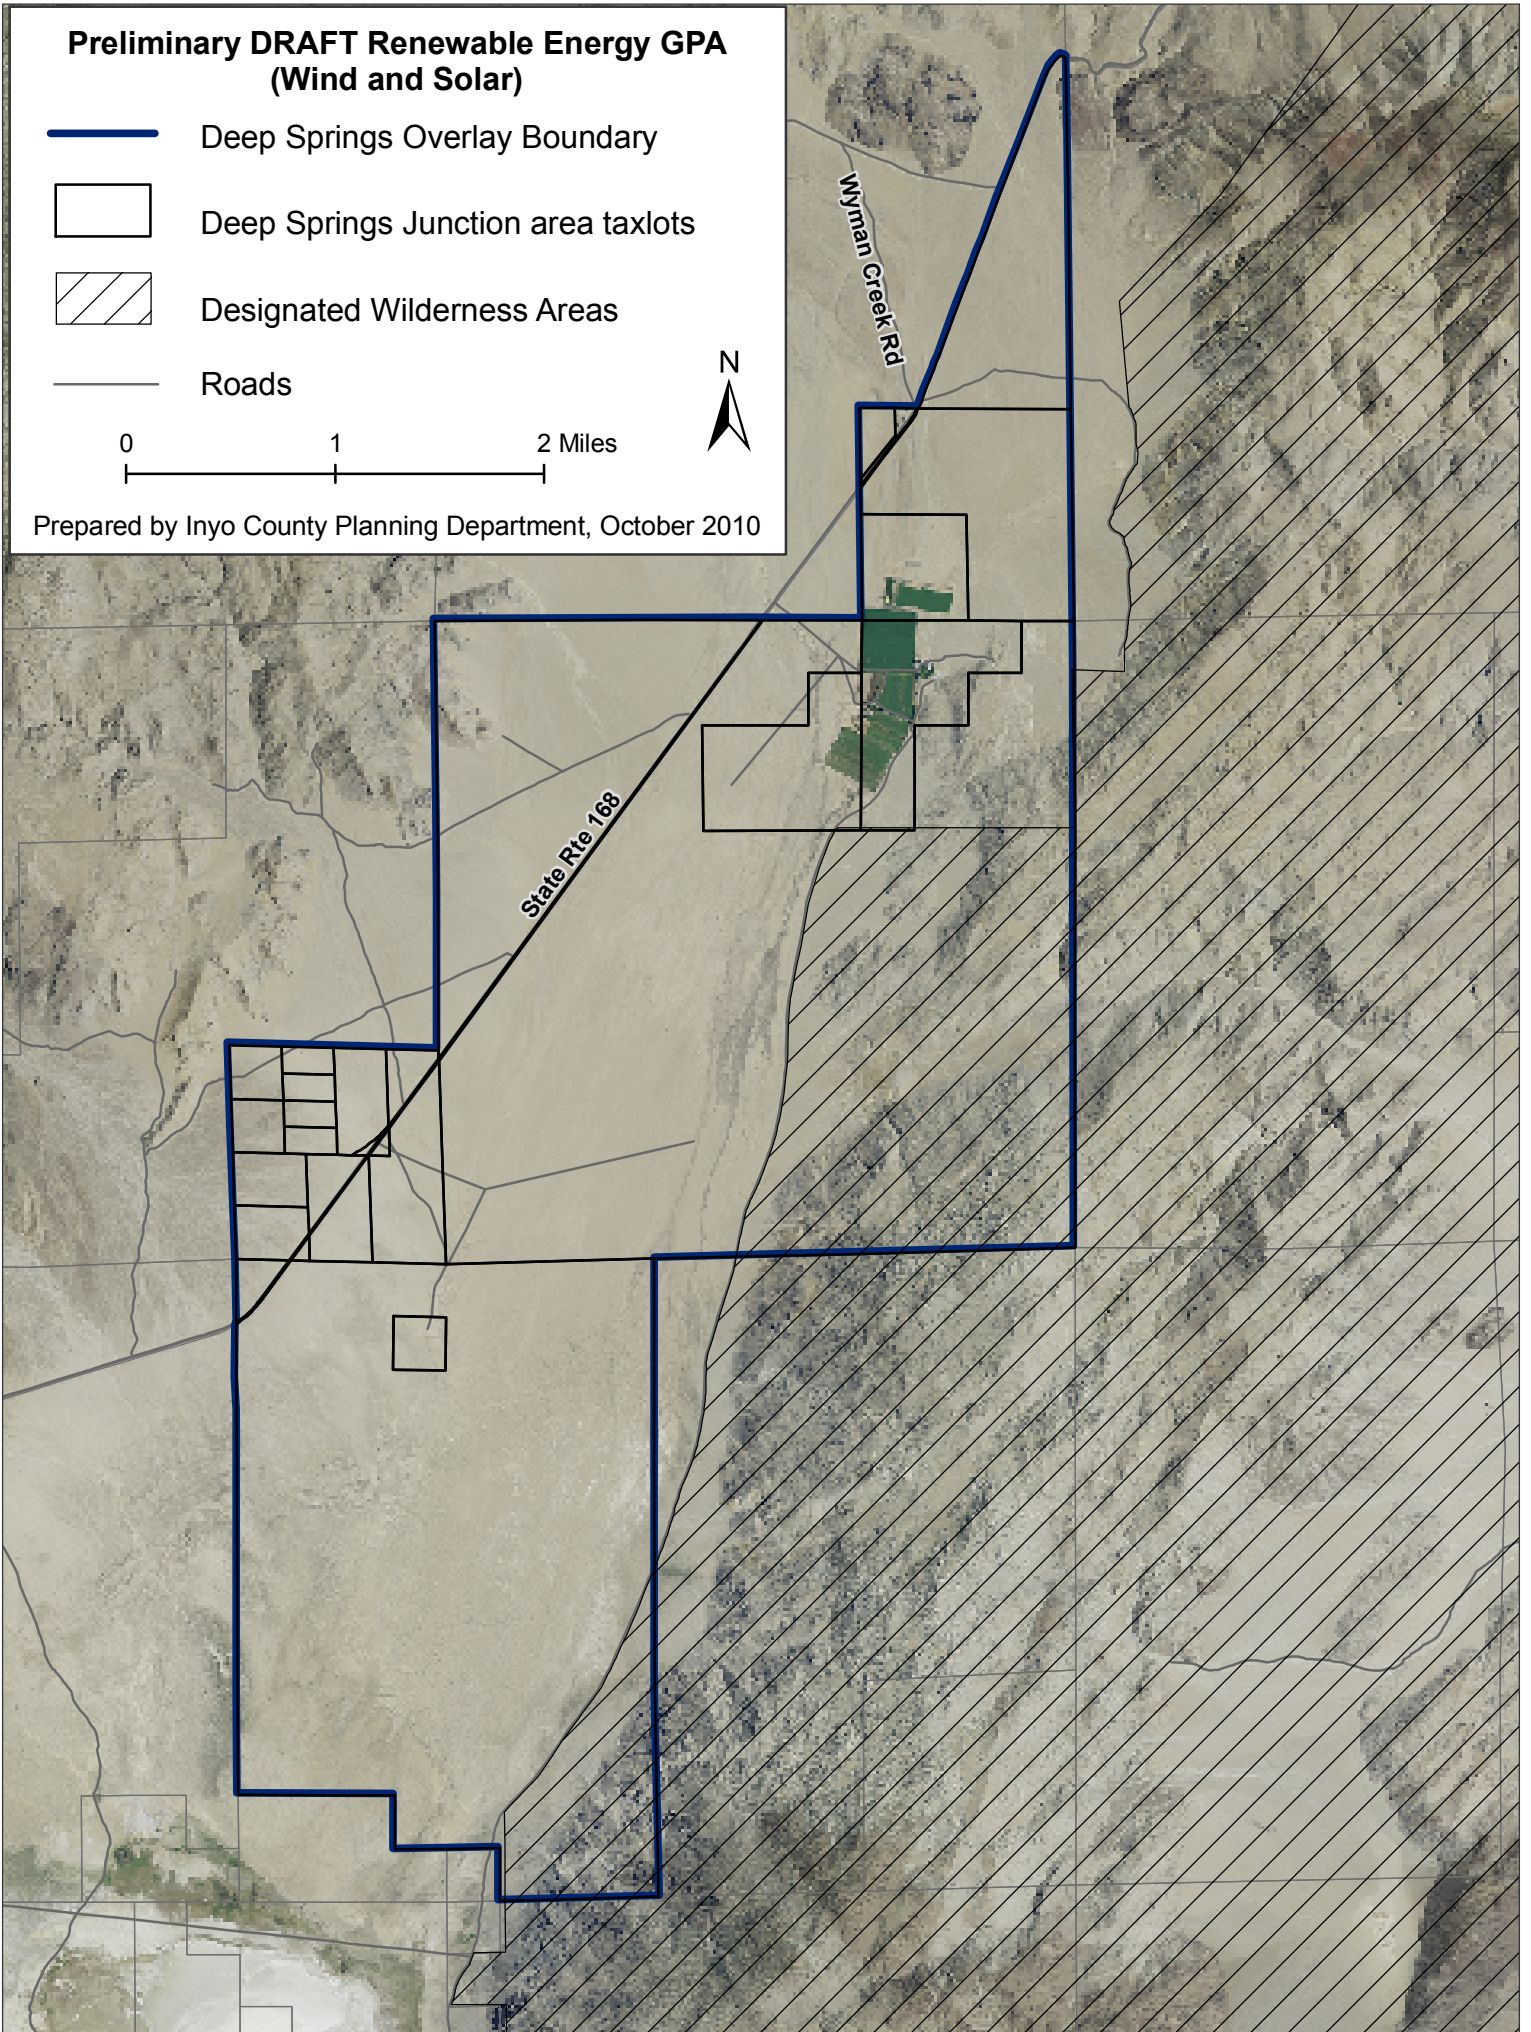 Preliminary DRAFT Renewable Energy GPA
(Wind and Solar)
Deep Springs Overlay Boundary
Deep Springs Junction area taxlots
Designated Wilderness Areas
Roads
N
0 1 2 Miles
Prepared by Inyo County Planning Department, October 2010
Wyman Creek Rd
State Rte 168